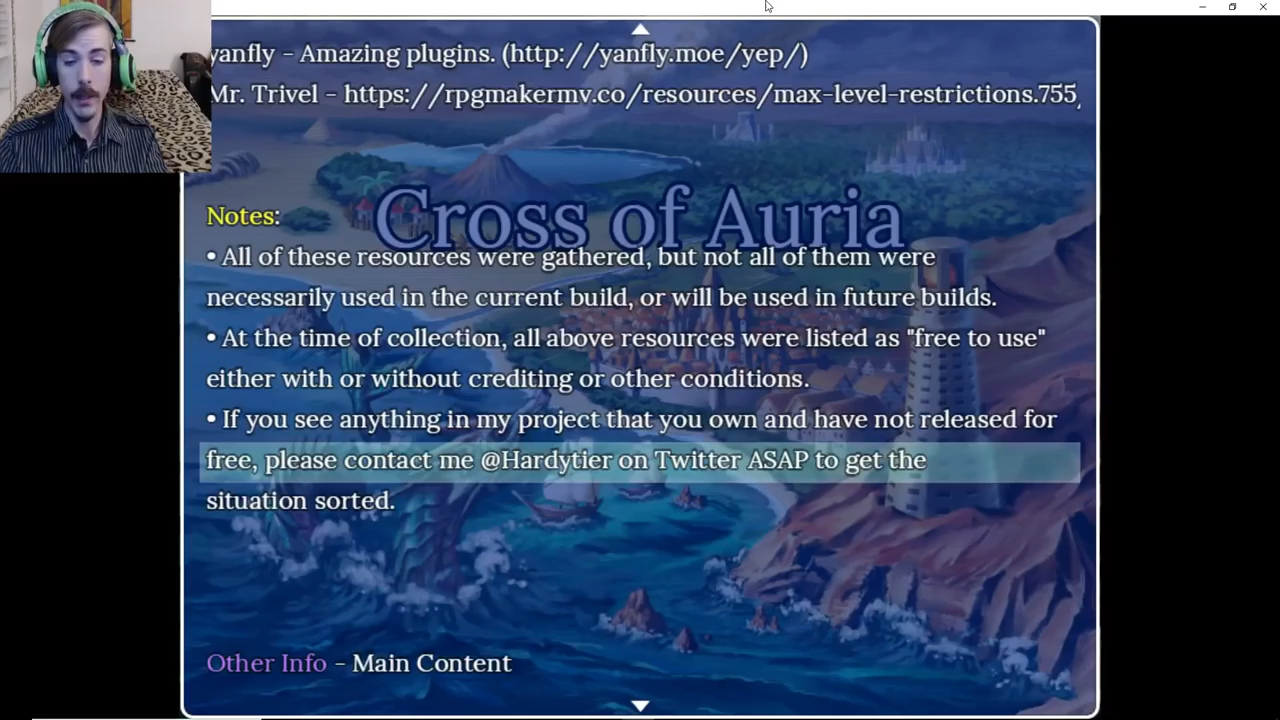 yanfly - Amazing plugins. (http://yanfly.moe/yep/)
Mr. Trivel - https://rpgmakermv.co/resources/max-level-restrictions.755
Cross of Auria
Notes:
• All of these resources were gathered, but not all of them were
necessarily used in the current build, or will be used in future builds.
• At the time of collection, all above resources were listed as "free to use"
either with or without crediting or other conditions.
• If you see anything in my project that you own and have not released for
free, please contact me @Hardytier on Twitter ASAP to get the
situation sorted.
Other Info - Main Content